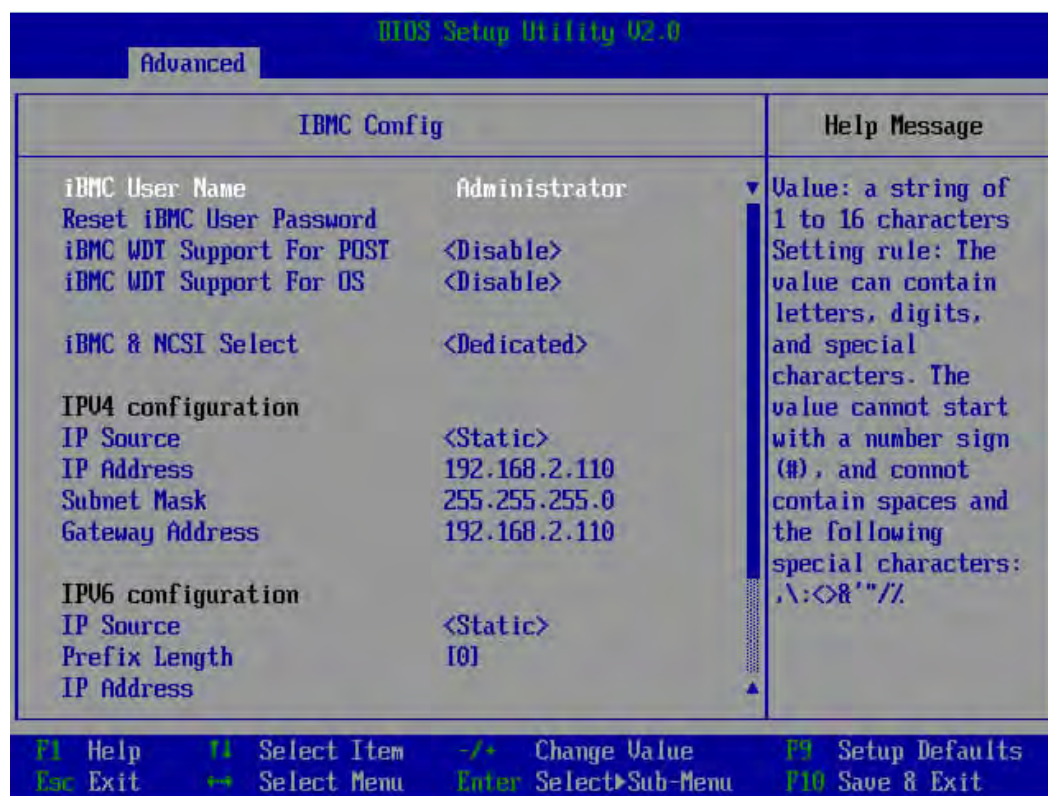 BIOS Setup Utility V2.0
Advanced
IBMC Config
Help Message
iBMC User Name Administrator
Reset iBMC User Password
iBMC WDT Support For POST <Disable>
iBMC WDT Support For OS <Disable>
iBMC & NCSI Select <Dedicated>
IPV4 configuration
IP Source <Static>
IP Address 192.168.2.110
Subnet Mask 255.255.255.0
Gateway Address 192.168.2.110
IPV6 configuration
IP Source <Static>
Prefix Length [0]
IP Address
Value: a string of
1 to 16 characters
Setting rule: The
value can contain
letters, digits,
and special
characters. The
value cannot start
with a number sign
(#), and connot
contain spaces and
the following
special characters:
,\:<>&'"/%
F1 Help ↑↓ Select Item -/+ Change Value F9 Setup Defaults
Esc Exit ←→ Select Menu Enter Select▶Sub-Menu F10 Save & Exit